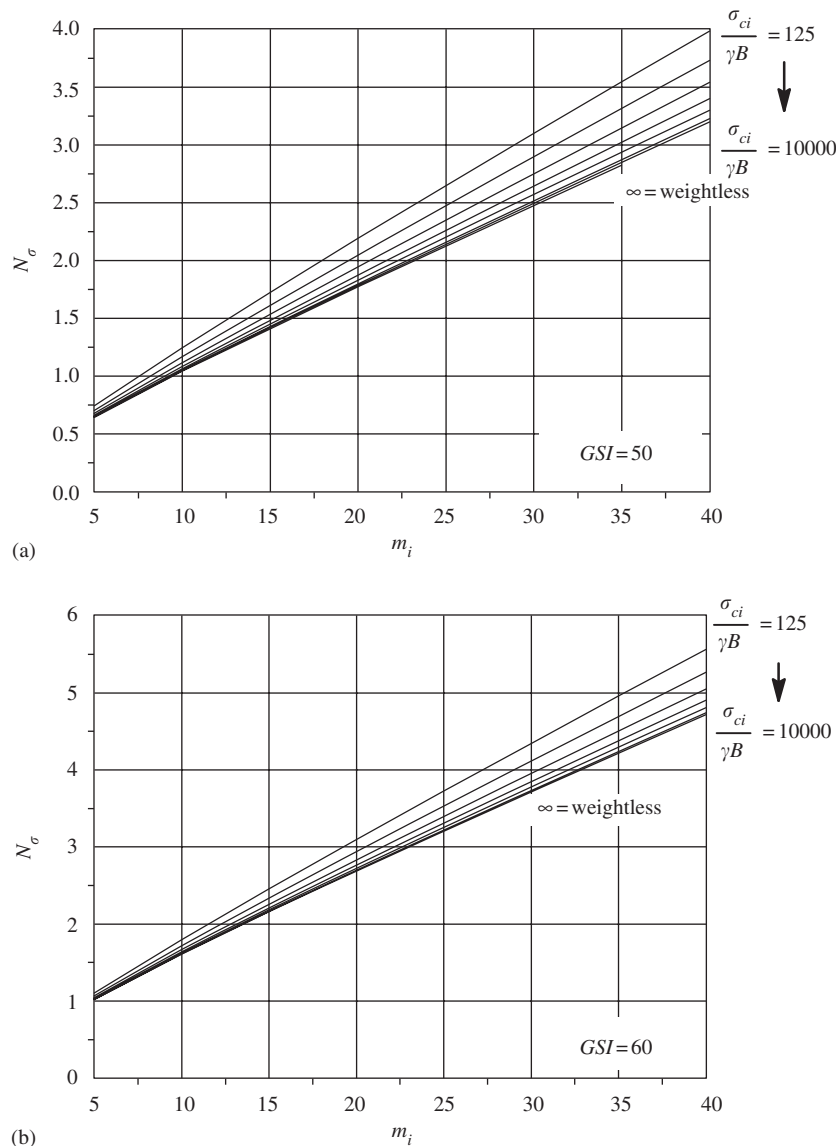 4.0
3.5
3.0
2.5
2.0
1.5
1.0
0.5
0.0
N_σ
σ_ci/γB = 125
σ_ci/γB = 10000
∞ = weightless
GSI = 50
5 10 15 20 25 30 35 40
m_i
(a)
6
5
4
3
2
1
0
N_σ
σ_ci/γB = 125
σ_ci/γB = 10000
∞ = weightless
GSI = 60
5 10 15 20 25 30 35 40
m_i
(b)